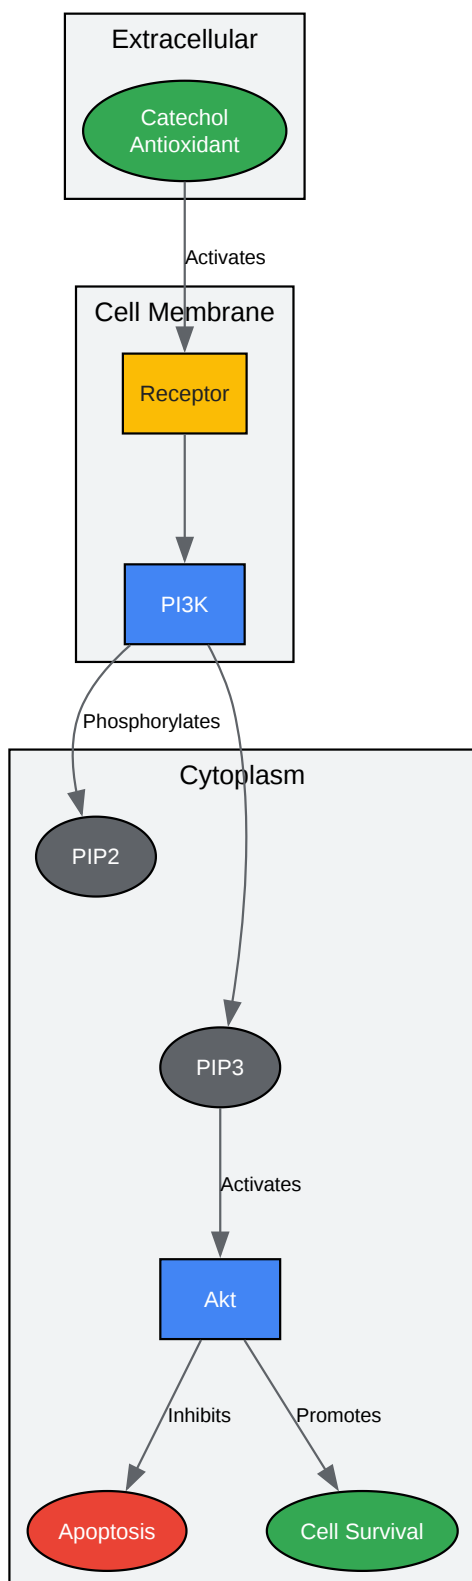 Extracellular
Catechol
Antioxidant
Activates
Cell Membrane
Receptor
PI3K
Phosphorylates
Cytoplasm
PIP2
PIP3
Activates
Akt
Inhibits
Promotes
Apoptosis
Cell Survival